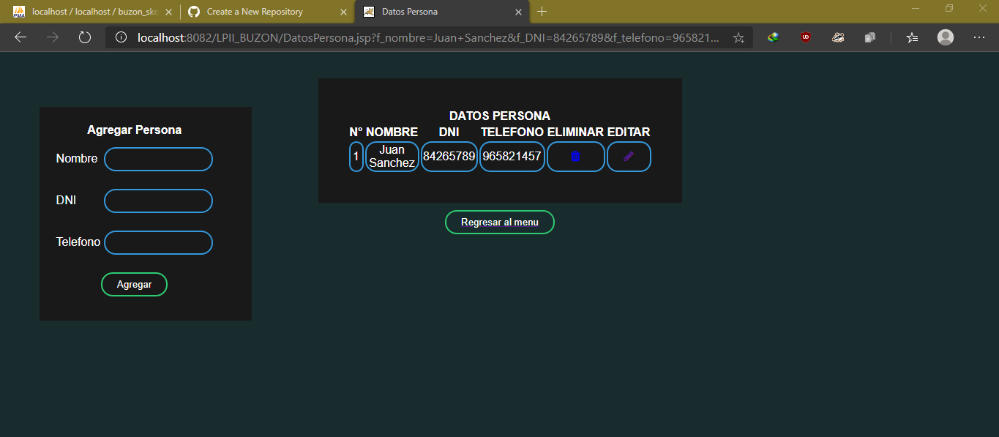 localhost / localhost / buzon_ske
Create a New Repository
Datos Persona
localhost:8082/LPII_BUZON/DatosPersona.jsp?f_nombre=Juan+Sanchez&f_DNI=84265789&f_telefono=965821...
Agregar Persona
Nombre
DNI
Telefono
Agregar
DATOS PERSONA
Nº NOMBRE DNI TELEFONO ELIMINAR EDITAR
1 Juan Sanchez 84265789 965821457
Regresar al menu